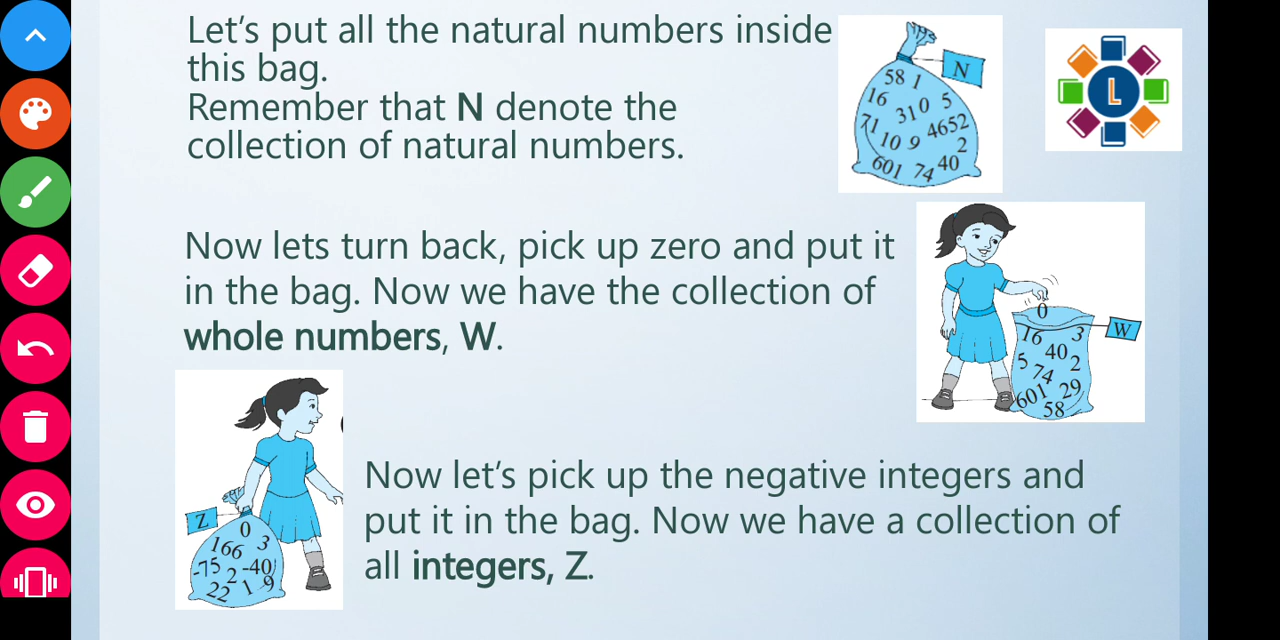 Let’s put all the natural numbers inside
this bag.
Remember that N denote the
collection of natural numbers.
N
58 1
16 310 5
71 10 9 4652
2
601 74 40
L
Now lets turn back, pick up zero and put it
in the bag. Now we have the collection of
whole numbers, W.
0
W
16 3
5 40 2
74
601 29
58
Z
0
166 3
-75 2 -40
22 1 9
Now let’s pick up the negative integers and
put it in the bag. Now we have a collection of
all integers, Z.